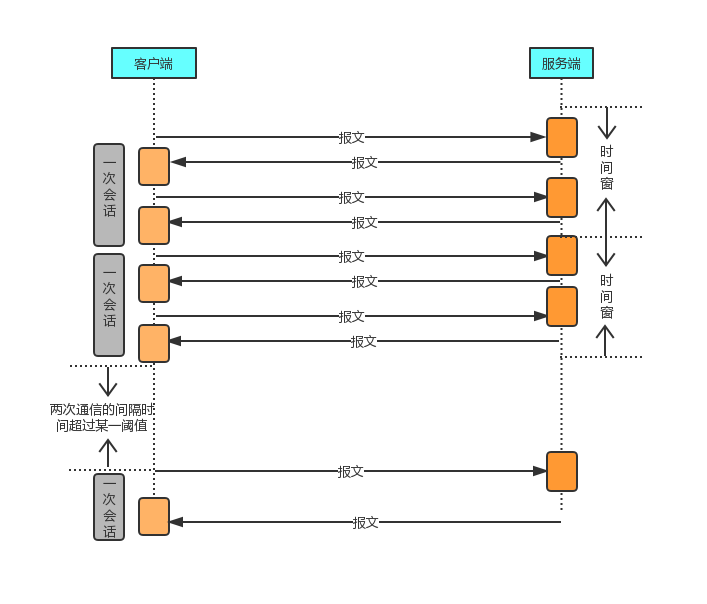 客户端
服务端
报文
报文
报文
报文
报文
报文
报文
报文
一次会话
一次会话
时间窗
时间窗
两次通信的间隔时
间超过某一阈值
报文
报文
一次会话